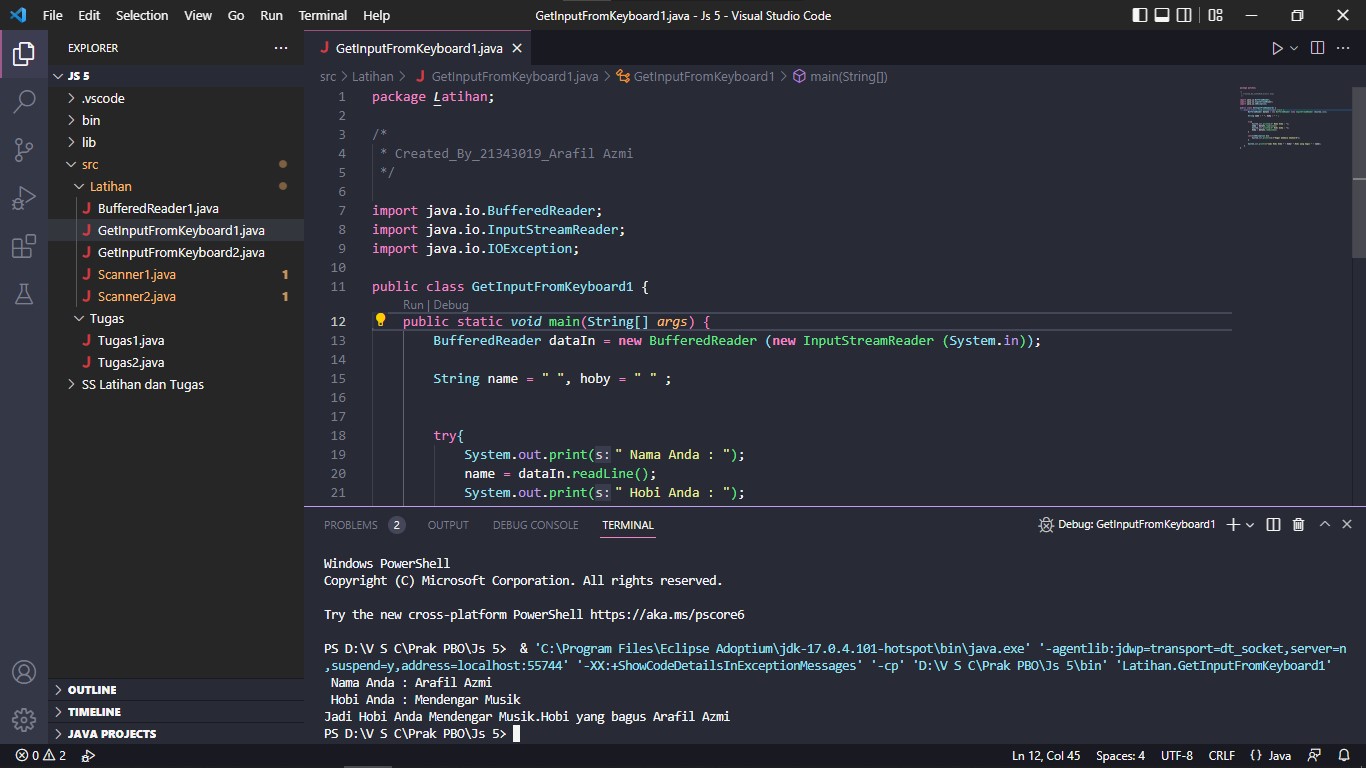 File Edit Selection View Go Run Terminal Help GetInputFromKeyboard1.java - Js 5 - Visual Studio Code
EXPLORER
JS 5
.vscode
bin
lib
src
Latihan
BufferedReader1.java
GetInputFromKeyboard1.java
GetInputFromKeyboard2.java
Scanner1.java 1
Scanner2.java 1
Tugas
Tugas1.java
Tugas2.java
SS Latihan dan Tugas
OUTLINE
TIMELINE
JAVA PROJECTS
J GetInputFromKeyboard1.java
src > Latihan > J GetInputFromKeyboard1.java > GetInputFromKeyboard1 > main(String[])
1 package Latihan;
2
3 /*
4 * Created_By_21343019_Arafil Azmi
5 */
6
7 import java.io.BufferedReader;
8 import java.io.InputStreamReader;
9 import java.io.IOException;
10
11 public class GetInputFromKeyboard1 {
Run | Debug
12 public static void main(String[] args) {
13 BufferedReader dataIn = new BufferedReader (new InputStreamReader (System.in));
14
15 String name = " ", hoby = " " ;
16
17
18 try{
19 System.out.print(s:" Nama Anda : ");
20 name = dataIn.readLine();
21 System.out.print(s:" Hobi Anda : ");
PROBLEMS 2 OUTPUT DEBUG CONSOLE TERMINAL Debug: GetInputFromKeyboard1
Windows PowerShell
Copyright (C) Microsoft Corporation. All rights reserved.
Try the new cross-platform PowerShell https://aka.ms/pscore6
PS D:\V S C\Prak PBO\Js 5>  & 'C:\Program Files\Eclipse Adoptium\jdk-17.0.4.101-hotspot\bin\java.exe' '-agentlib:jdwp=transport=dt_socket,server=n
,suspend=y,address=localhost:55744' '-XX:+ShowCodeDetailsInExceptionMessages' '-cp' 'D:\V S C\Prak PBO\Js 5\bin' 'Latihan.GetInputFromKeyboard1'
Nama Anda : Arafil Azmi
Hobi Anda : Mendengar Musik
Jadi Hobi Anda Mendengar Musik.Hobi yang bagus Arafil Azmi
PS D:\V S C\Prak PBO\Js 5>
0 2 Ln 12, Col 45 Spaces: 4 UTF-8 CRLF {} Java